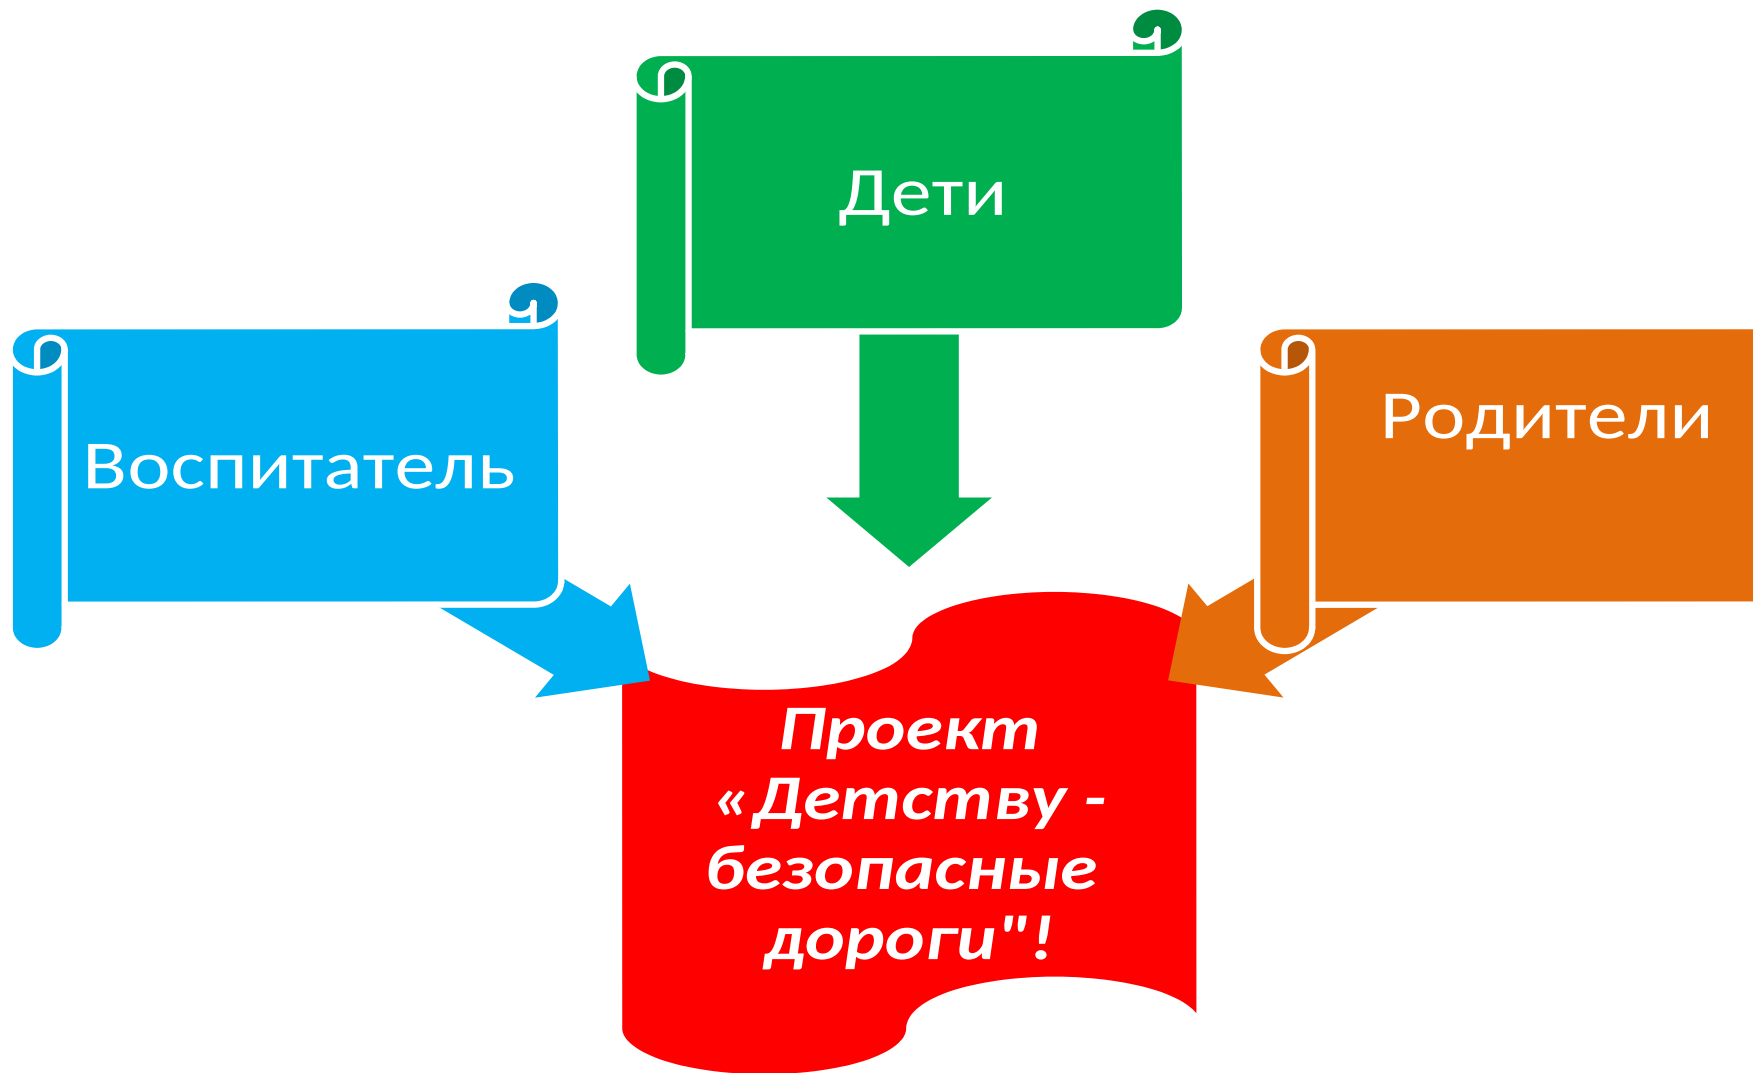 Дети
Воспитатель
Родители
Проект
«Детству -
безопасные
дороги"!